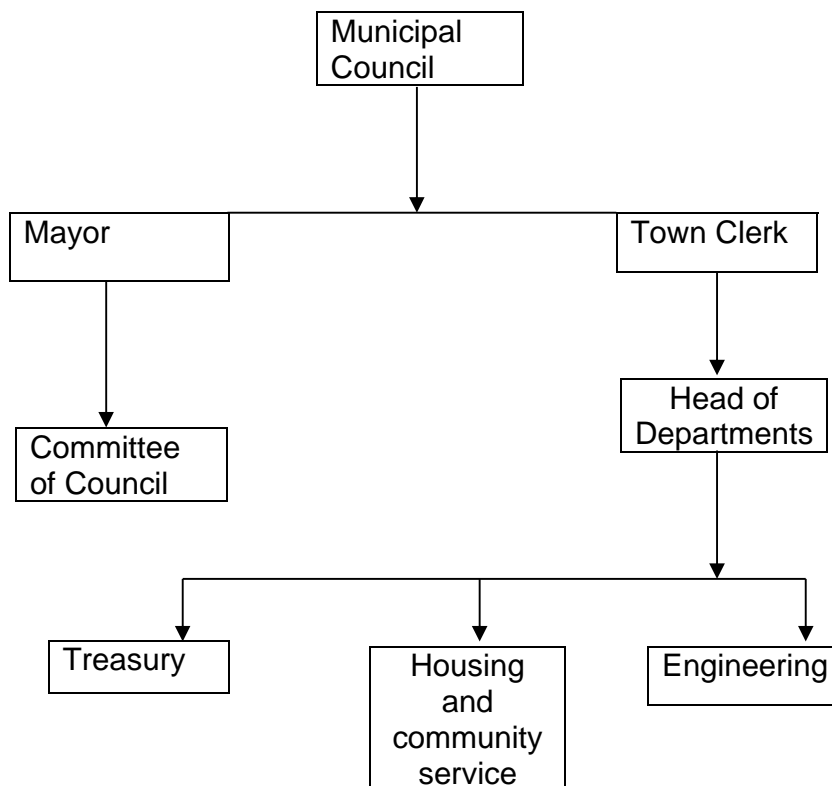 Municipal
Council
Mayor
Town Clerk
Head of
Departments
Committee
of Council
Treasury
Housing
and
community
service
Engineering